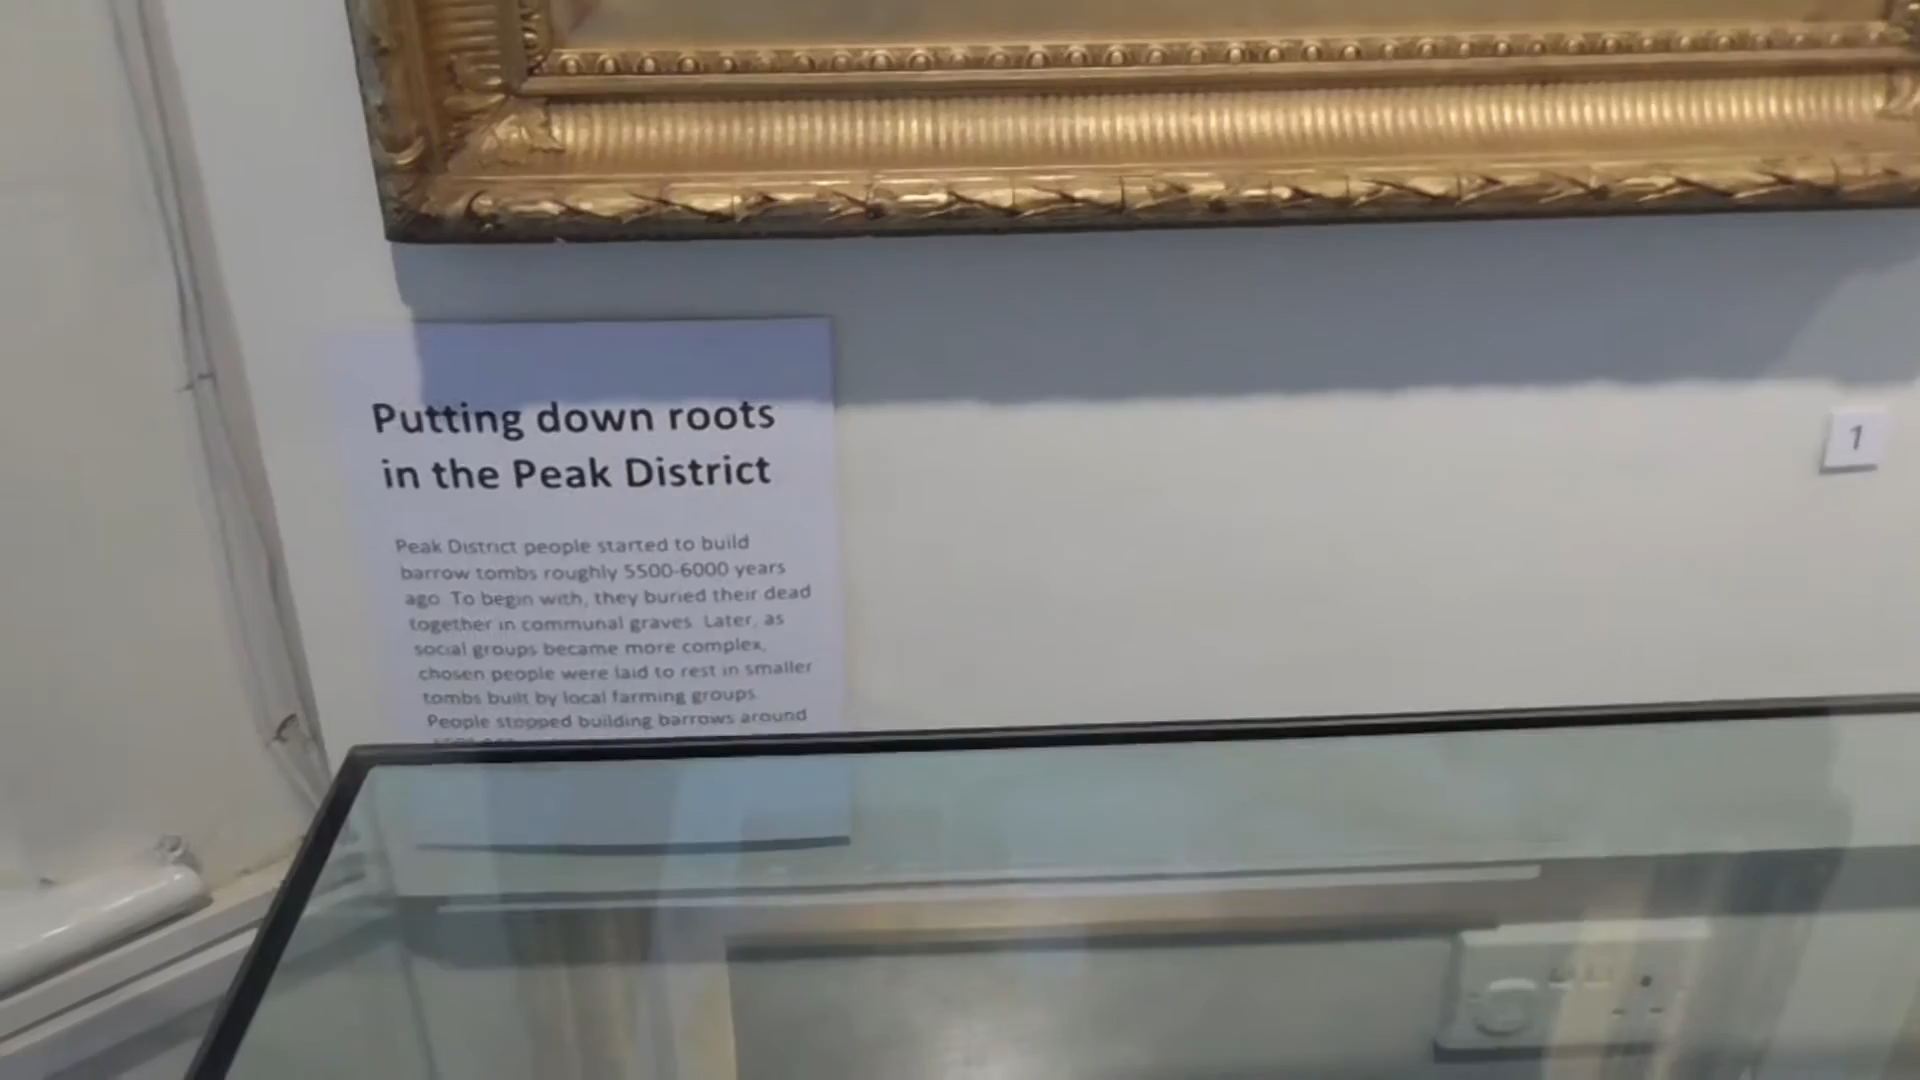 Putting down roots
in the Peak District
Peak District people started to build
barrow tombs roughly 5500-6000 years
ago. To begin with, they buried their dead
together in communal graves. Later, as
social groups became more complex,
chosen people were laid to rest in smaller
tombs built by local farming groups.
People stopped building barrows around
1